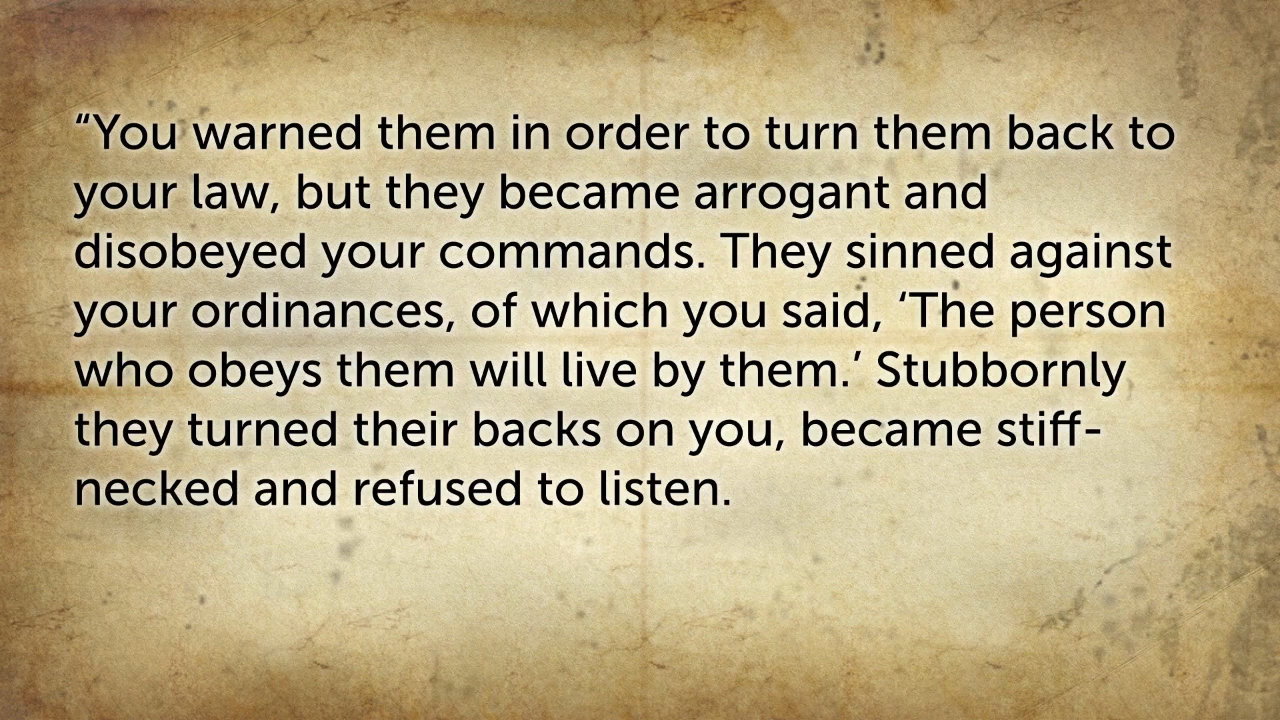 “You warned them in order to turn them back to
your law, but they became arrogant and
disobeyed your commands. They sinned against
your ordinances, of which you said, ‘The person
who obeys them will live by them.’ Stubbornly
they turned their backs on you, became stiff-
necked and refused to listen.